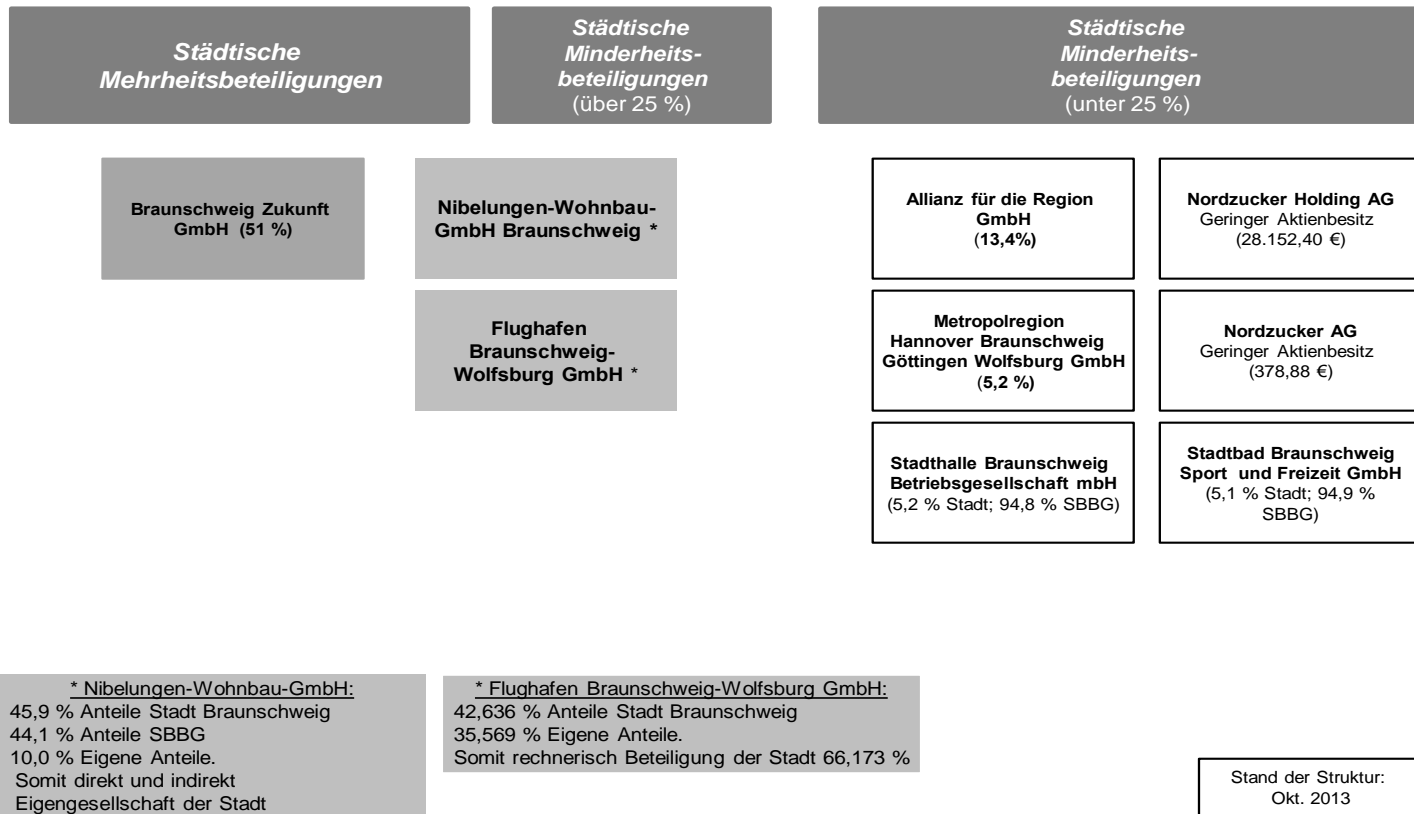 Städtische
Mehrheitsbeteiligungen
Städtische
Minderheits-
beteiligungen
(über 25 %)
Städtische
Minderheits-
beteiligungen
(unter 25 %)
Braunschweig Zukunft
GmbH (51 %)
Nibelungen-Wohnbau-
GmbH Braunschweig *
Flughafen
Braunschweig-
Wolfsburg GmbH *
Allianz für die Region
GmbH
(13,4%)
Nordzucker Holding AG
Geringer Aktienbesitz
(28.152,40 €)
Metropolregion
Hannover Braunschweig
Göttingen Wolfsburg GmbH
(5,2 %)
Nordzucker AG
Geringer Aktienbesitz
(378,88 €)
Stadthalle Braunschweig
Betriebsgesellschaft mbH
(5,2 % Stadt; 94,8 % SBBG)
Stadtbad Braunschweig
Sport und Freizeit GmbH
(5,1 % Stadt; 94,9 %
SBBG)
* Nibelungen-Wohnbau-GmbH:
45,9 % Anteile Stadt Braunschweig
44,1 % Anteile SBBG
10,0 % Eigene Anteile.
Somit direkt und indirekt
Eigengesellschaft der Stadt
* Flughafen Braunschweig-Wolfsburg GmbH:
42,636 % Anteile Stadt Braunschweig
35,569 % Eigene Anteile.
Somit rechnerisch Beteiligung der Stadt 66,173 %
Stand der Struktur:
Okt. 2013